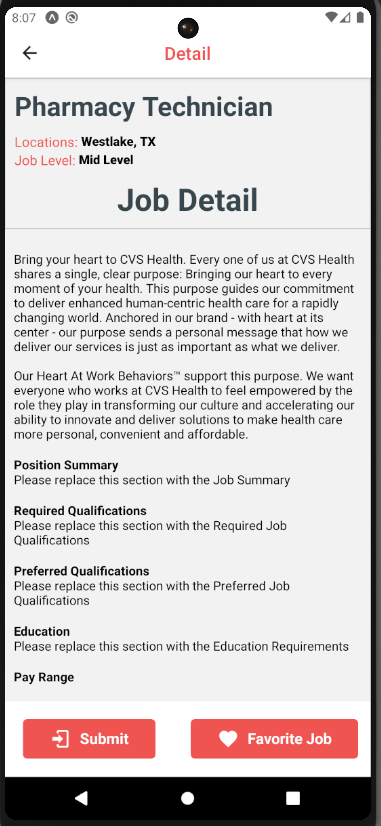 8:07
Detail
Pharmacy Technician
Locations: Westlake, TX
Job Level: Mid Level
Job Detail
Bring your heart to CVS Health. Every one of us at CVS Health
shares a single, clear purpose: Bringing our heart to every
moment of your health. This purpose guides our commitment
to deliver enhanced human-centric health care for a rapidly
changing world. Anchored in our brand - with heart at its
center - our purpose sends a personal message that how we
deliver our services is just as important as what we deliver.
Our Heart At Work Behaviors™ support this purpose. We want
everyone who works at CVS Health to feel empowered by the
role they play in transforming our culture and accelerating our
ability to innovate and deliver solutions to make health care
more personal, convenient and affordable.
Position Summary
Please replace this section with the Job Summary
Required Qualifications
Please replace this section with the Required Job
Qualifications
Preferred Qualifications
Please replace this section with the Preferred Job
Qualifications
Education
Please replace this section with the Education Requirements
Pay Range
Submit
Favorite Job